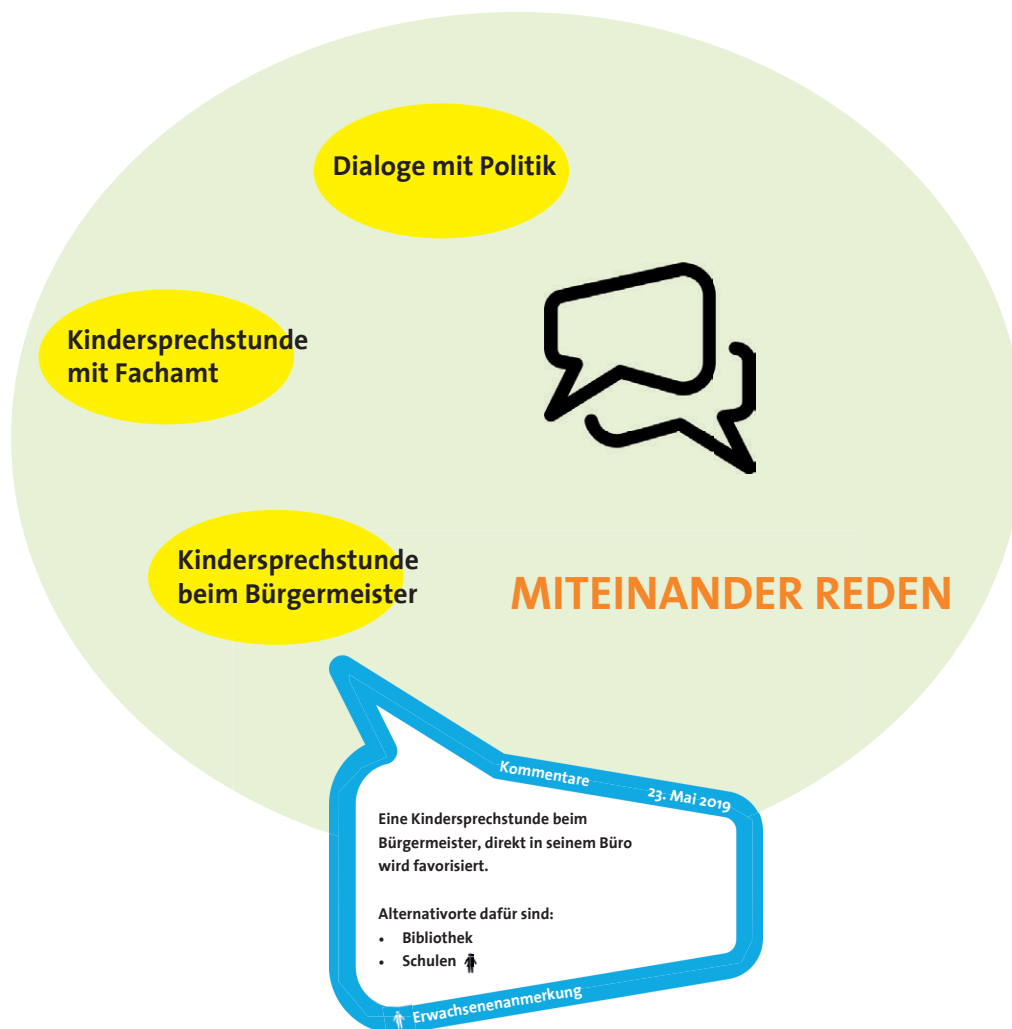 Dialoge mit Politik
Kindersprechstunde
mit Fachamt
Kindersprechstunde
beim Bürgermeister
MITEINANDER REDEN
Kommentare
23. Mai 2019
Eine Kindersprechstunde beim
Bürgermeister, direkt in seinem Büro
wird favorisiert.
Alternativorte dafür sind:
• Bibliothek
• Schulen
Erwachsenenanmerkung